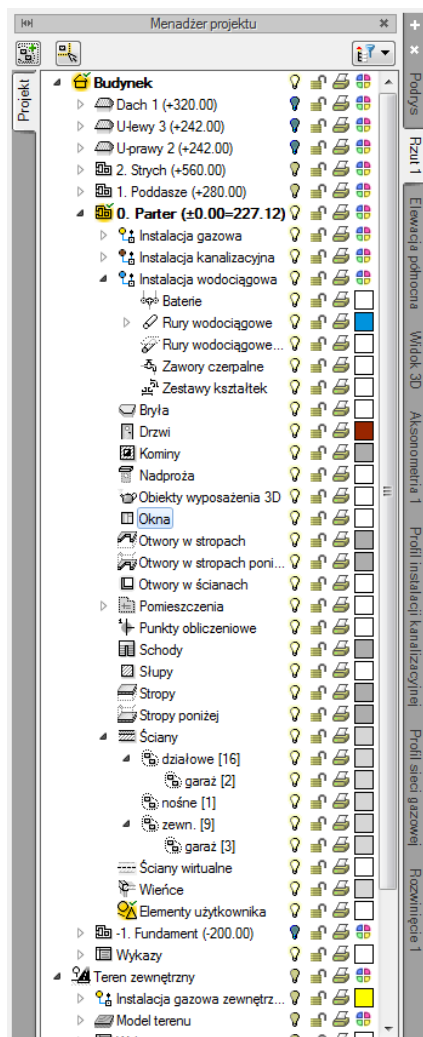 Menadżer projektu
Projekt
Budynek
Dach 1 (+320.00)
U-lewy 3 (+242.00)
U-prawy 2 (+242.00)
2. Strych (+560.00)
1. Poddasze (+280.00)
0. Parter (±0.00=227.12)
Instalacja gazowa
Instalacja kanalizacyjna
Instalacja wodociągowa
Baterie
Rury wodociągowe
Rury wodociągowe...
Zawory czerpalne
Zestawy kształtek
Bryła
Drzwi
Kominy
Nadproża
Obiekty wyposażenia 3D
Okna
Otwory w stropach
Otwory w stropach poni...
Otwory w ścianach
Pomieszczenia
Punkty obliczeniowe
Schody
Słupy
Stropy
Stropy poniżej
Ściany
działowe [16]
garaż [2]
nośne [1]
zewn. [9]
garaż [3]
Ściany wirtualne
Wieńce
Elementy użytkownika
-1. Fundament (-200.00)
Wykazy
Teren zewnętrzny
Instalacja gazowa zewnętrz...
Model terenu
Podrys
Rzut 1
Elewacja północna
Widok 3D
Aksonometria 1
Profil instalacji kanalizacyjnej
Profil sieci gazowej
Rozwinięcie 1